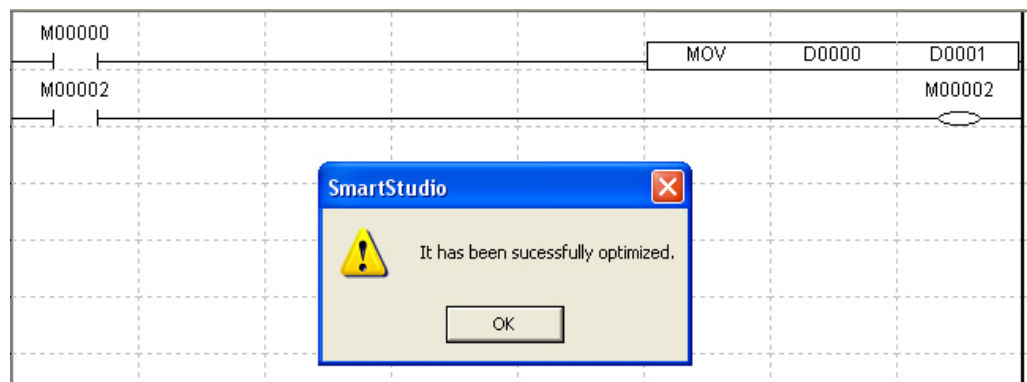 M00000
MOV D0000 D0001
M00002 M00002
SmartStudio
It has been sucessfully optimized.
OK